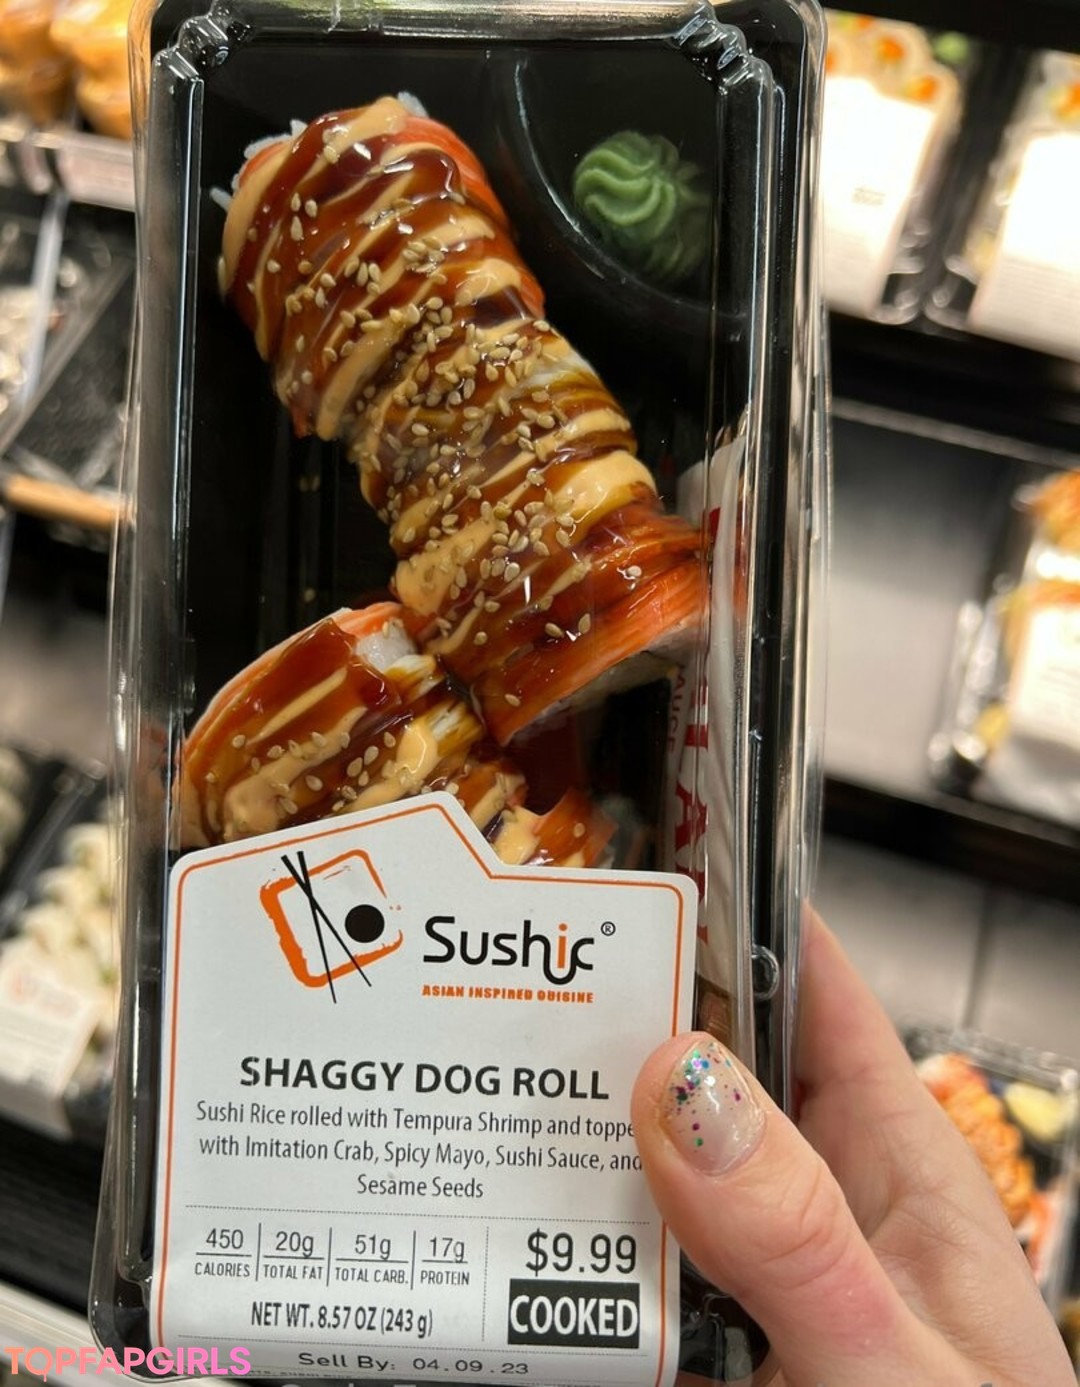 Sushic®
ASIAN INSPIRED CUISINE
SHAGGY DOG ROLL
Sushi Rice rolled with Tempura Shrimp and toppe
with Imitation Crab, Spicy Mayo, Sushi Sauce, and
Sesame Seeds
450 20g 51g 17g
CALORIES TOTAL FAT TOTAL CARB. PROTEIN
$9.99
NET WT. 8.57 OZ (243 g)
COOKED
Sell By: 04.09.23
TOPFAPGIRLS